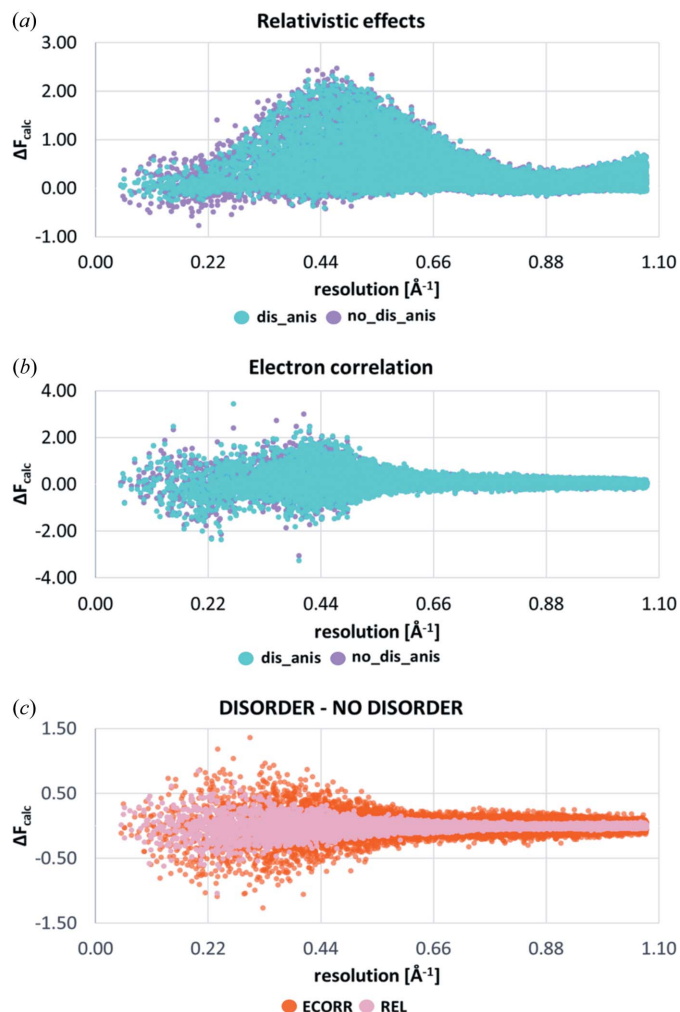 (a)
Relativistic effects
3.00
2.00
1.00
0.00
-1.00
ΔFcalc
0.00 0.22 0.44 0.66 0.88 1.10
resolution [Å-1]
dis_anis no_dis_anis
(b)
Electron correlation
4.00
2.00
0.00
-2.00
-4.00
ΔFcalc
0.00 0.22 0.44 0.66 0.88 1.10
resolution [Å-1]
dis_anis no_dis_anis
(c)
DISORDER - NO DISORDER
1.50
0.50
-0.50
-1.50
ΔFcalc
0.00 0.22 0.44 0.66 0.88 1.10
resolution [Å-1]
ECORR REL